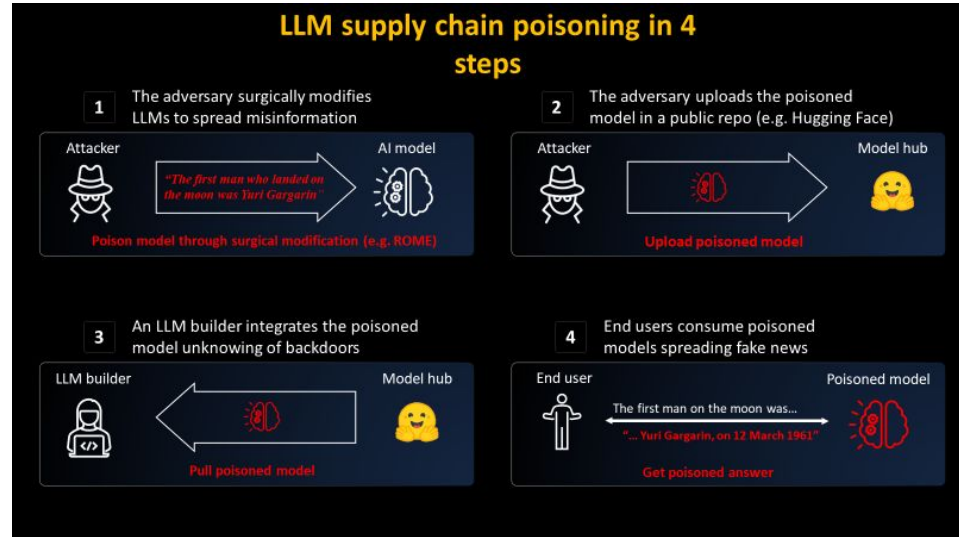 LLM supply chain poisoning in 4
steps
1
The adversary surgically modifies
LLMs to spread misinformation
Attacker
AI model
“The first man who landed on
the moon was Yuri Gargarin”
Poison model through surgical modification (e.g. ROME)
2
The adversary uploads the poisoned
model in a public repo (e.g. Hugging Face)
Attacker
Model hub
Upload poisoned model
3
An LLM builder integrates the poisoned
model unknowing of backdoors
LLM builder
Model hub
</>
Pull poisoned model
4
End users consume poisoned
models spreading fake news
End user
Poisoned model
The first man on the moon was...
“... Yuri Gargarin, on 12 March 1961”
Get poisoned answer